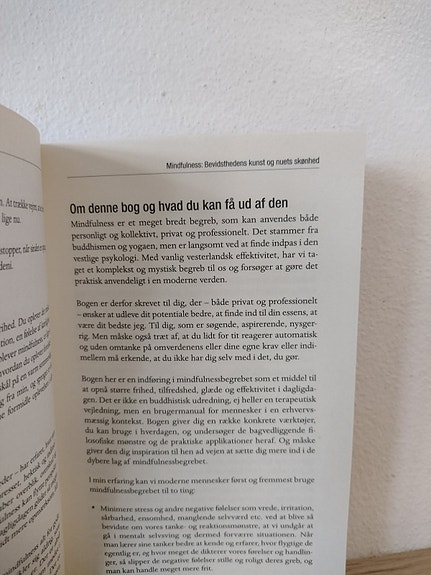 Mindfulness: Bevidsthedens kunst og nuets skønhed
Om denne bog og hvad du kan få ud af den
Mindfulness er et meget bredt begreb, som kan anvendes både
personligt og kollektivt, privat og professionelt. Det stammer fra
buddhismen og yogaen, men er langsomt ved at finde indpas i den
vestlige psykologi. Med vanlig vesterlandsk effektivitet, har vi ta-
get et komplekst og mystisk begreb til os og forsøger at gøre det
praktisk anvendeligt i en moderne verden.
Bogen er derfor skrevet til dig, der – både privat og professionelt
– ønsker at udleve dit potentiale bedre, at finde ind til din essens, at
være dit bedste jeg. Til dig, som er søgende, aspirerende, nysger-
rig. Men måske også træt af, at du lidt for tit reagerer automatisk
og uden omtanke på omverdenens eller dine egne krav eller imid-
lertid må erkende, at du ikke har dig selv med i det, du gør.
Bogen her er en indføring i mindfulnessbegrebet som et middel til
at opnå større frihed, tilfredshed, glæde og effektivitet i dagligda-
gen. Det er ikke en buddhistisk udredning, ej heller en terapeutisk
vejledning, men en brugermanual for mennesker i en erhvervs-
mæssig kontekst. Bogen giver dig en række konkrete værktøjer,
du kan bruge i hverdagen, og undersøger de bagvedliggende fi-
losofiske mønstre og de praktiske applikationer heraf. Og måske
giver den dig inspiration til hen ad vejen at sætte dig mere ind i de
dybere lag af mindfulnessbegrebet.
I min erfaring kan vi moderne mennesker først og fremmest bruge
mindfulnessbegrebet til to ting:
• Minimere stress og andre negative følelser som vrede, irritation,
sårbarhed, ensomhed, manglende selvværd etc. ved at blive så
bevidste om vores tanke- og reaktionsmønstre, at vi undgår at
gå i mentalt selvsving og dermed forværre situationen. Når
man lærer sine tanker bedre at kende og erfarer, hvor flygtige de
egentlig er, og hvor meget de dikterer vores følelser og handlin-
ger, så slipper de negative følelser stille og roligt deres greb, og
man kan handle mere frit.